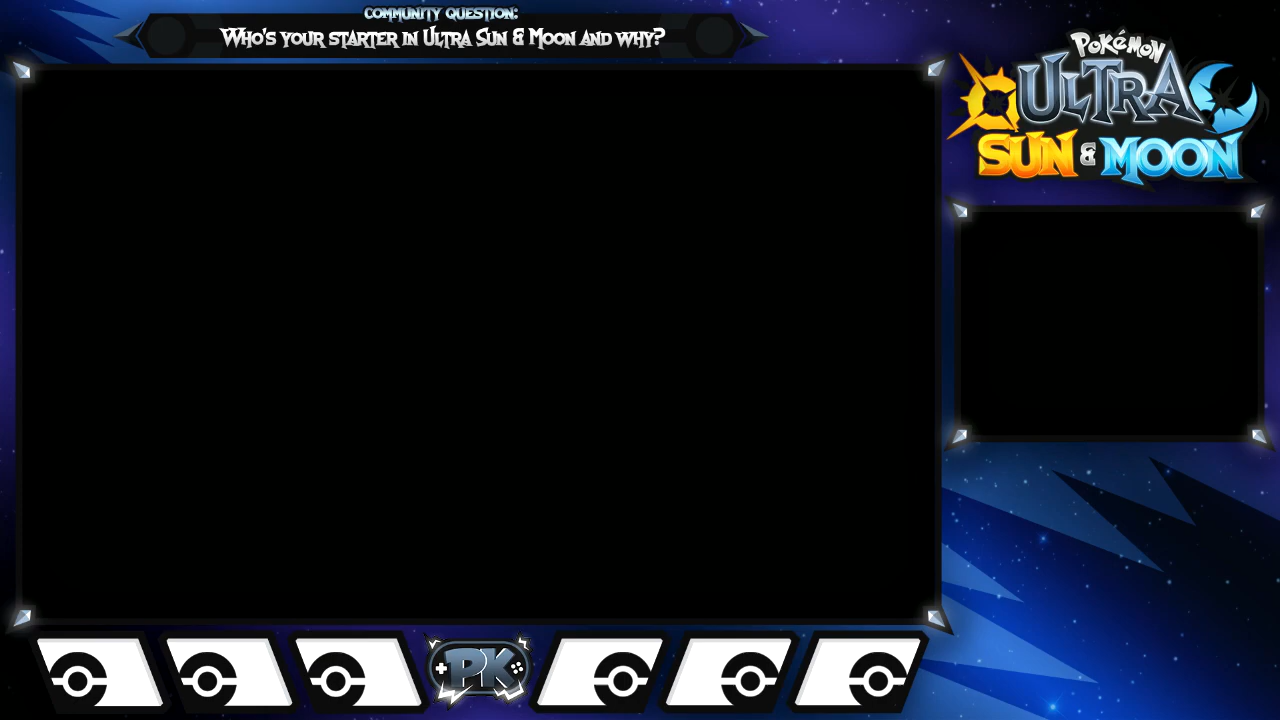 COMMUNITY QUESTION:
WHO'S YOUR STARTER IN ULTRA SUN & MOON AND WHY?
POKÉMON
ULTRA
SUN & MOON
PK